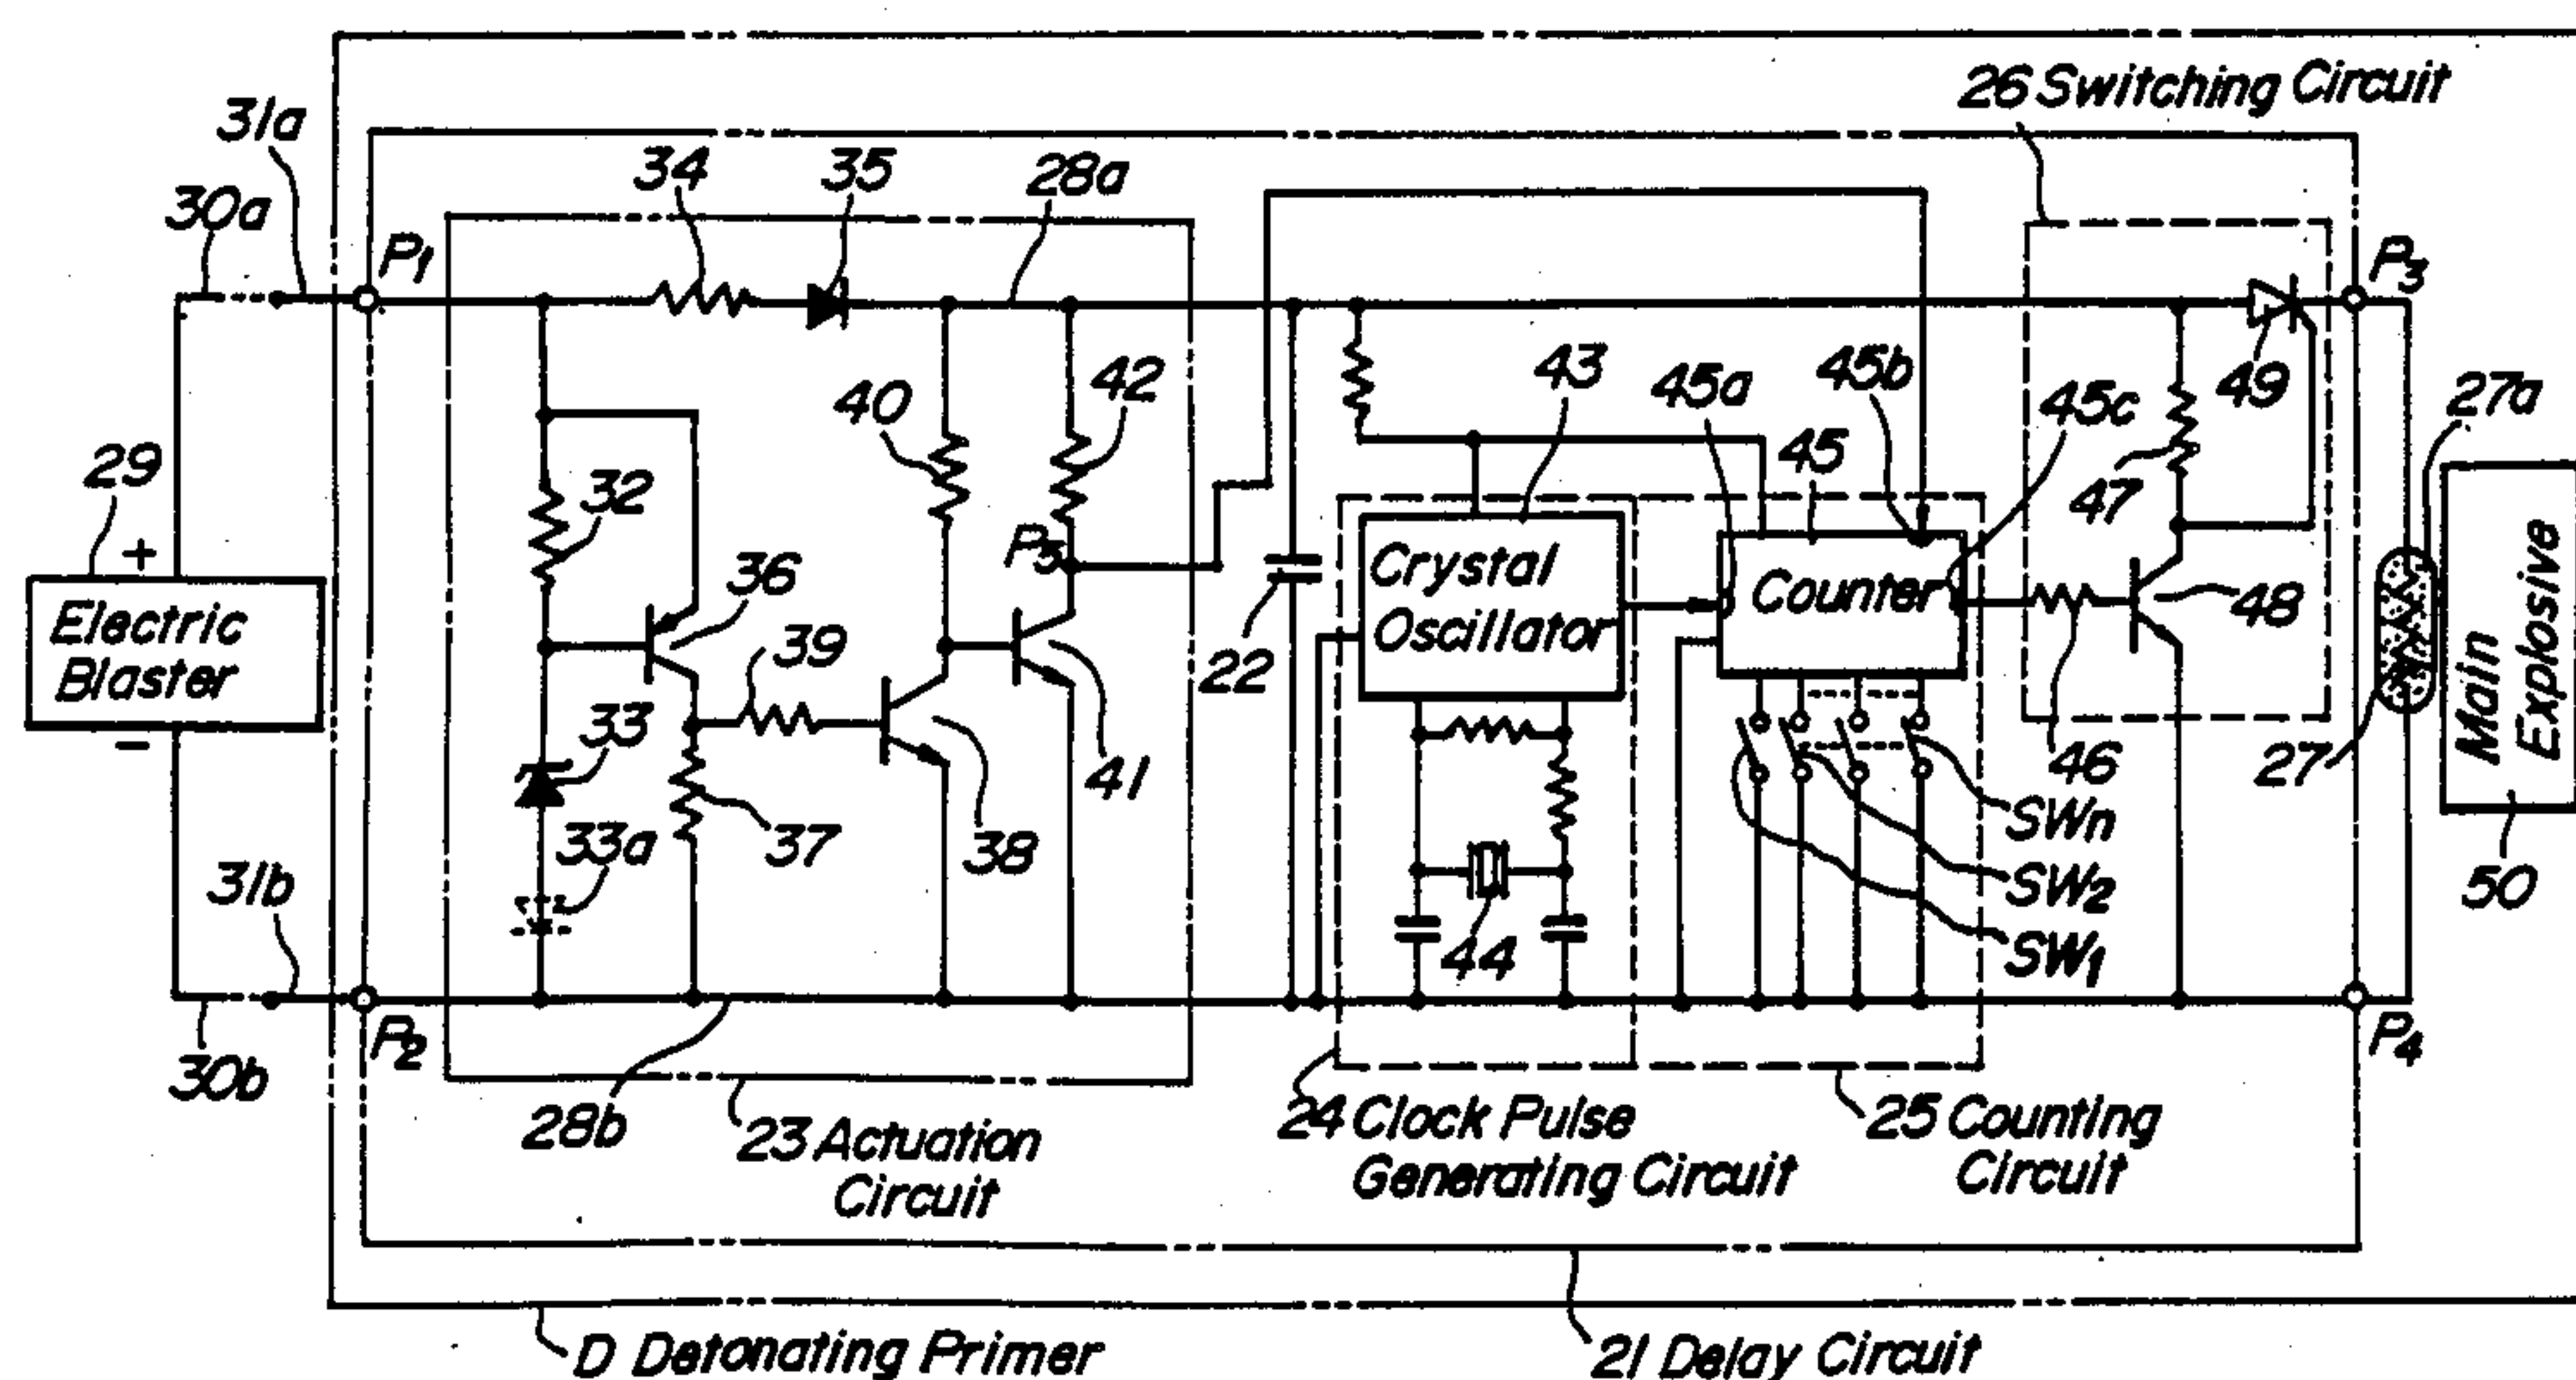 26 Switching Circuit
31a
34
35
28a
30a
P1
P3
43
45a
45b
45c
49
27a
40
42
45
47
29
32
+
Electric
Blaster
−
36
P5
39
22
Crystal
Oscillator
Counter
48
Main
Explosive
33
41
46
27
33a
37
38
SWn
31b
44
SW2
50
SW1
P2
P4
30b
28b
23 Actuation
Circuit
24 Clock Pulse
Generating Circuit
25 Counting
Circuit
D Detonating Primer
21 Delay Circuit